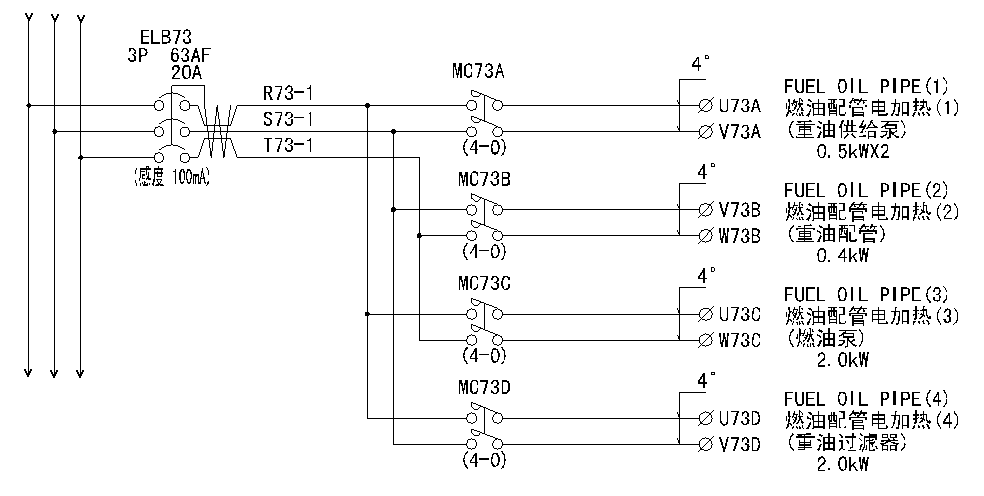 ELB73
3P 63AF
20A
(感度 100mA)
R73-1
S73-1
T73-1
MC73A
(4-0)
4°
U73A
V73A
FUEL OIL PIPE(1)
燃油配管电加热(1)
(重油供给泵)
0.5kWX2
MC73B
(4-0)
4°
V73B
W73B
FUEL OIL PIPE(2)
燃油配管电加热(2)
(重油配管)
0.4kW
MC73C
(4-0)
4°
U73C
W73C
FUEL OIL PIPE(3)
燃油配管电加热(3)
(燃油泵)
2.0kW
MC73D
(4-0)
4°
U73D
V73D
FUEL OIL PIPE(4)
燃油配管电加热(4)
(重油过滤器)
2.0kW